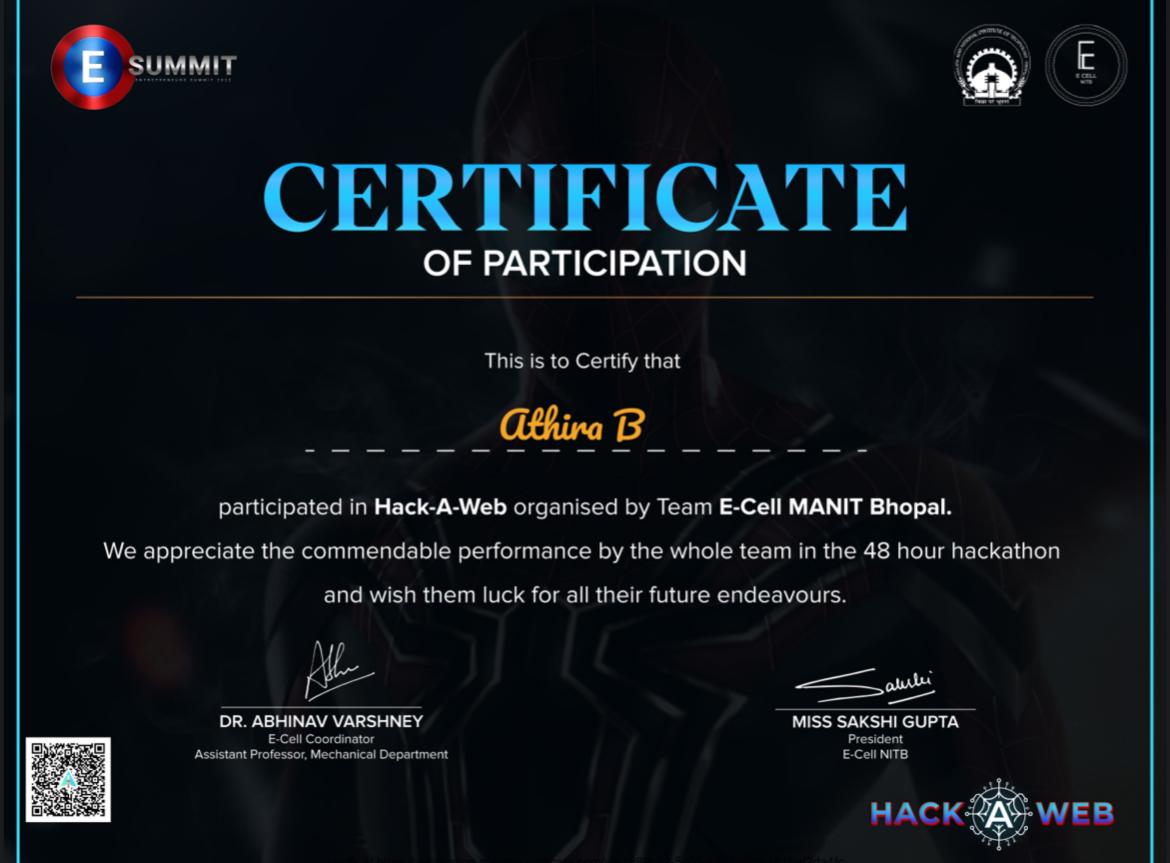 E SUMMIT
ENTREPRENEURS SUMMIT 2022
E CELL
NITB
CERTIFICATE
OF PARTICIPATION
This is to Certify that
Athira B
participated in Hack-A-Web organised by Team E-Cell MANIT Bhopal.
We appreciate the commendable performance by the whole team in the 48 hour hackathon
and wish them luck for all their future endeavours.
DR. ABHINAV VARSHNEY
E-Cell Coordinator
Assistant Professor, Mechanical Department
Sakshi
MISS SAKSHI GUPTA
President
E-Cell NITB
HACK A WEB